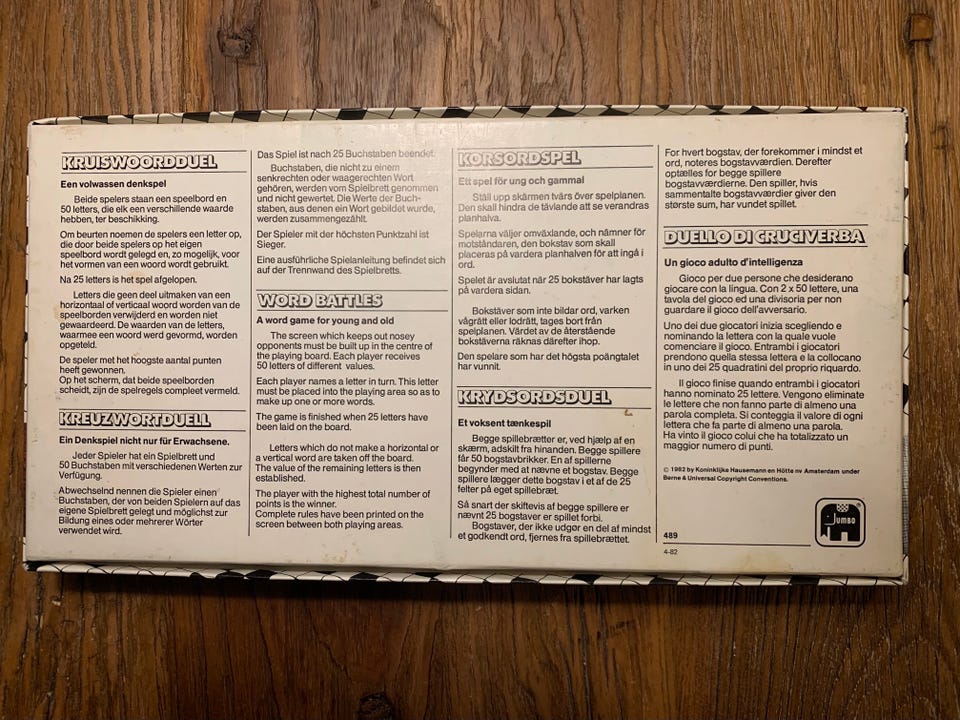 KRUISWOORDDUEL
Een volwassen denkspel
Beide spelers staan een speelbord en
50 letters, die elk een verschillende waarde
hebben, ter beschikking.
Om beurten noemen de spelers een letter op,
die door beide spelers op het eigen
speelbord wordt gelegd en, zo mogelijk, voor
het vormen van een woord wordt gebruikt.
Na 25 letters is het spel afgelopen.
Letters die geen deel uitmaken van een
horizontaal of verticaal woord worden van de
speelborden verwijderd en worden niet
gewaardeerd. De waarden van de letters,
waarmee een woord werd gevormd, worden
opgeteld.
De speler met het hoogste aantal punten
heeft gewonnen.
Op het scherm, dat beide speelborden
scheidt, zijn de spelregels compleet vermeld.
KREUZWORTDUELL
Ein Denkspiel nicht nur für Erwachsene.
Jeder Spieler hat ein Spielbrett und
50 Buchstaben mit verschiedenen Werten zur
Verfügung.
Abwechselnd nennen die Spieler einen
Buchstaben, der von beiden Spielern auf das
eigene Spielbrett gelegt und möglichst zur
Bildung eines oder mehrerer Wörter
verwendet wird.
Das Spiel ist nach 25 Buchstaben beendet.
Buchstaben, die nicht zu einem
senkrechten oder waagerechten Wort
gehören, werden vom Spielbrett genommen
und nicht gewertet. Die Werte der Buch-
staben, aus denen ein Wort gebildet wurde,
werden zusammengezählt.
Der Spieler mit der höchsten Punktzahl ist
Sieger.
Eine ausführliche Spielanleitung befindet sich
auf der Trennwand des Spielbretts.
WORD BATTLES
A word game for young and old
The screen which keeps out nosey
opponents must be built up in the centre of
the playing board. Each player receives
50 letters of different values.
Each player names a letter in turn. This letter
must be placed into the playing area so as to
make up one or more words.
The game is finished when 25 letters have
been laid on the board.
Letters which do not make a horizontal or
a vertical word are taken off the board.
The value of the remaining letters is then
established.
The player with the highest total number of
points is the winner.
Complete rules have been printed on the
screen between both playing areas.
KORSORDSPEL
Ett spel för ung och gammal
Ställ upp skärmen tvärs över spelplanen.
Den skall hindra de tävlande att se varandras
planhalva.
Spelarna väljer omväxlande, och nämner för
motståndaren, den bokstav som skall
placeras på vardera planhalven för att ingå i
ord.
Spelet är avslutat när 25 bokstäver har lagts
på vardera sidan.
Bokstäver som inte bildar ord, varken
vågrätt eller lodrätt, tages bort från
spelplanen. Värdet av de återstående
bokstäverna räknas därefter ihop.
Den spelare som har det högsta poängtalet
har vunnit.
KRYDSORDSDUEL
Et voksent tænkespil
Begge spillebrætter er, ved hjælp af en
skærm, adskilt fra hinanden. Begge spillere
får 50 bogstavbrikker. En af spillerne
begynder med at nævne et bogstav. Begge
spillere lægger dette bogstav i et af de 25
felter på eget spillebræt.
Så snart der skiftevis af begge spillere er
nævnt 25 bogstaver er spillet forbi.
Bogstaver, der ikke udgør en del af mindst
et godkendt ord, fjernes fra spillebrættet.
For hvert bogstav, der forekommer i mindst et
ord, noteres bogstavværdien. Derefter
optælles for begge spillere
bogstavværdierne. Den spiller, hvis
sammentalte bogstavværdier giver den
største sum, har vundet spillet.
DUELLO DI CRUCIVERBA
Un gioco adulto d'intelligenza
Gioco per due persone che desiderano
giocare con la lingua. Con 2 x 50 lettere, una
tavola del gioco ed una divisoria per non
guardare il gioco dell'avversario.
Uno dei due giocatori inizia scegliendo e
nominando la lettera con la quale vuole
comenciare il gioco. Entrambi i giocatori
prendono quella stessa lettera e la collocano
in uno dei 25 quadratini del proprio riquardo.
Il gioco finise quando entrambi i giocatori
hanno nominato 25 lettere. Vengono eliminate
le lettere che non fanno parte di almeno una
parola completa. Si conteggia il valore di ogni
lettera che fa parte di almeno una parola.
Ha vinto il gioco colui che ha totalizzato un
maggior numero di punti.
© 1982 by Koninklijke Hausemann en Hötte nv Amsterdam under
Berne & Universal Copyright Conventions.
489
4-82
Jumbo